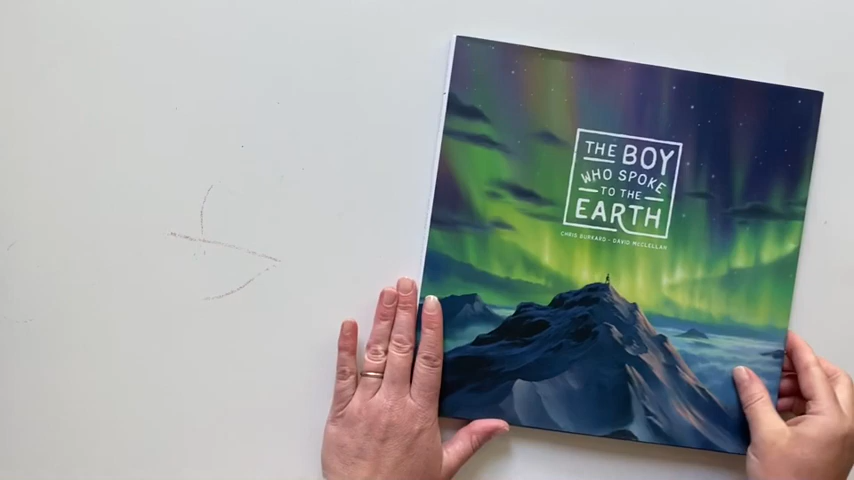 THE BOY
WHO SPOKE
TO THE
EARTH
CHRIS BURKARD · DAVID MCCLELLAN